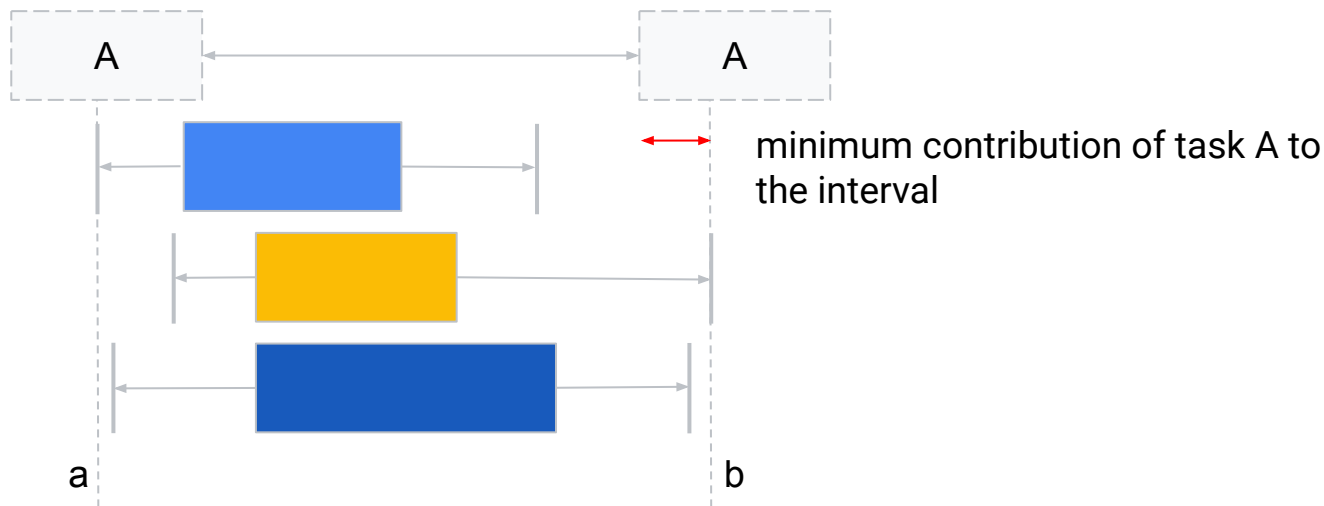 A
A
minimum contribution of task A to
the interval
a
b